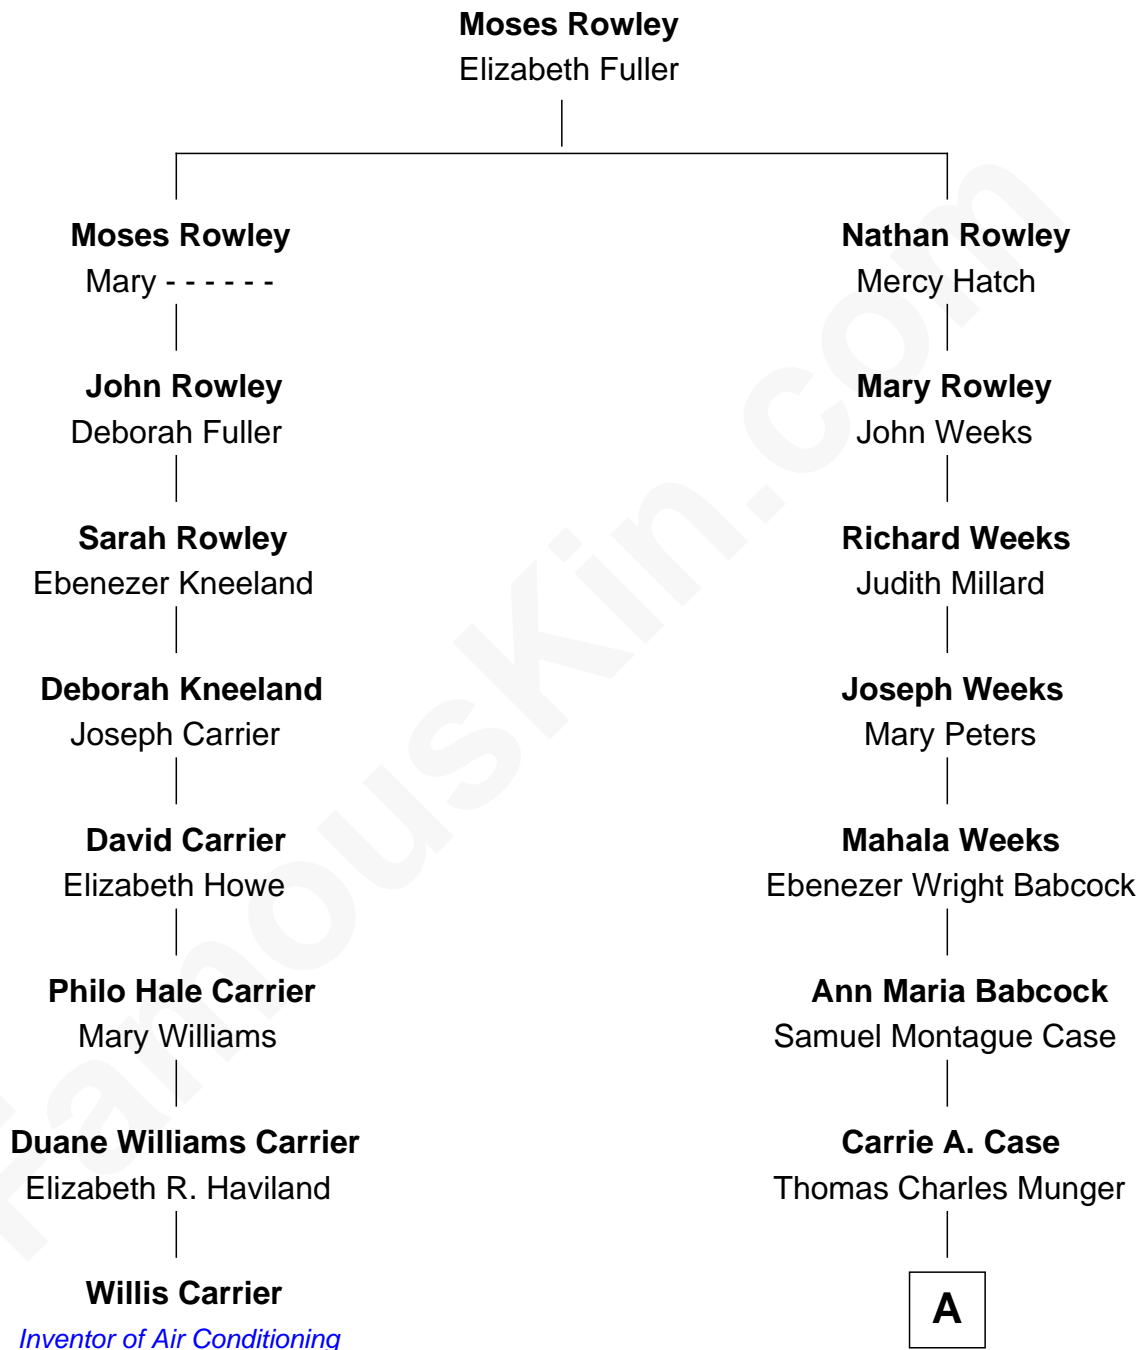 Moses Rowley
Elizabeth Fuller
Moses Rowley
Mary - - - - - -
Nathan Rowley
Mercy Hatch
John Rowley
Deborah Fuller
Mary Rowley
John Weeks
Sarah Rowley
Ebenezer Kneeland
Richard Weeks
Judith Millard
Deborah Kneeland
Joseph Carrier
Joseph Weeks
Mary Peters
David Carrier
Elizabeth Howe
Mahala Weeks
Ebenezer Wright Babcock
Philo Hale Carrier
Mary Williams
Ann Maria Babcock
Samuel Montague Case
Duane Williams Carrier
Elizabeth R. Haviland
Carrie A. Case
Thomas Charles Munger
Willis Carrier
Inventor of Air Conditioning
A
FamousKin.com